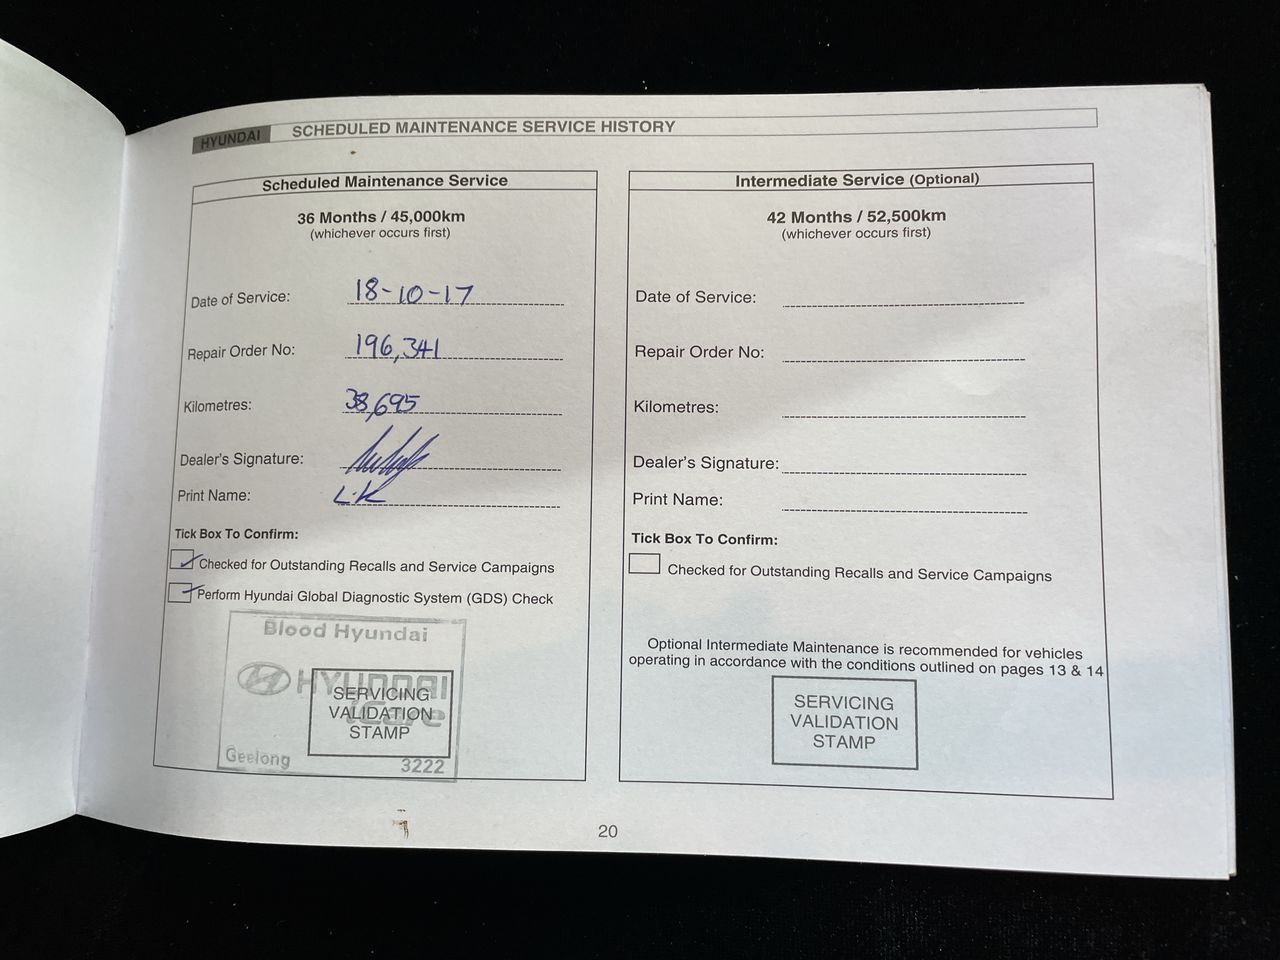 HYUNDAI SCHEDULED MAINTENANCE SERVICE HISTORY
Scheduled Maintenance Service
36 Months / 45,000km
(whichever occurs first)
Date of Service: 18-10-17
Repair Order No: 196,341
Kilometres: 38,695
Dealer's Signature:
Print Name: L.K
Tick Box To Confirm:
Checked for Outstanding Recalls and Service Campaigns
Perform Hyundai Global Diagnostic System (GDS) Check
Blood Hyundai
HYUNDAI
iCare
SERVICING
VALIDATION
STAMP
Geelong 3222
Intermediate Service (Optional)
42 Months / 52,500km
(whichever occurs first)
Date of Service:
Repair Order No:
Kilometres:
Dealer's Signature:
Print Name:
Tick Box To Confirm:
Checked for Outstanding Recalls and Service Campaigns
Optional Intermediate Maintenance is recommended for vehicles
operating in accordance with the conditions outlined on pages 13 & 14
SERVICING
VALIDATION
STAMP
20